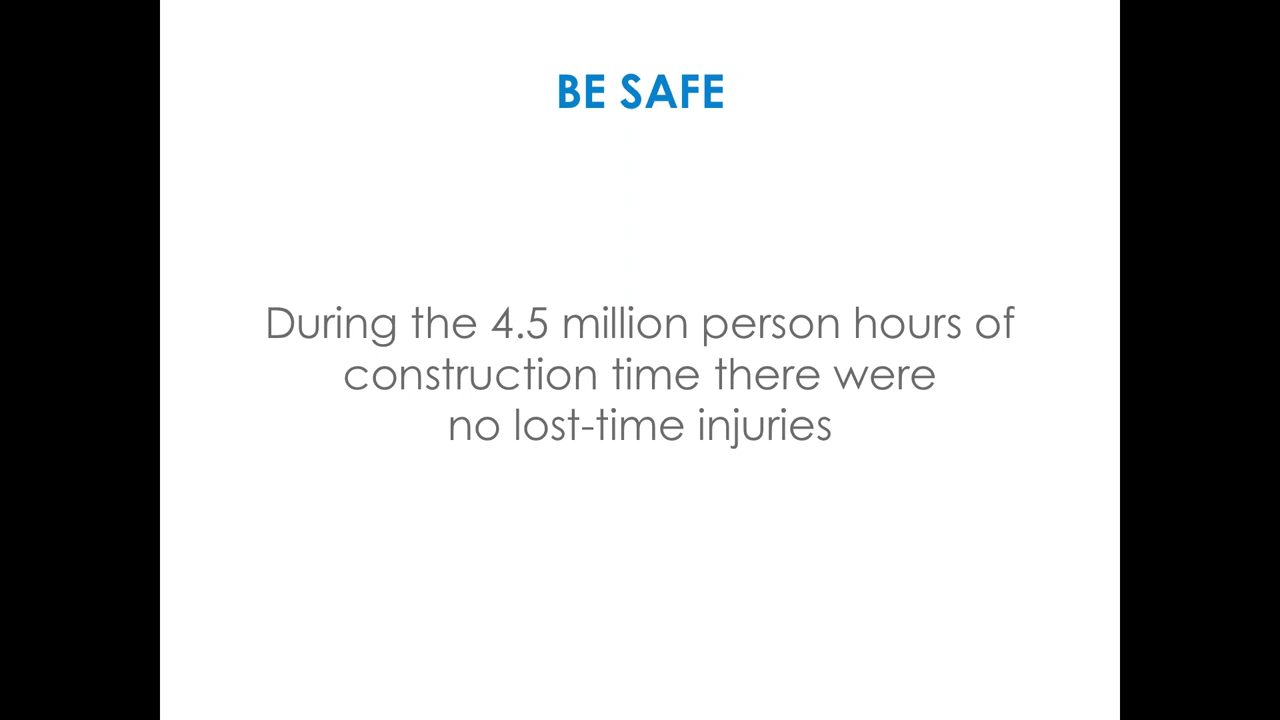 BE SAFE
During the 4.5 million person hours of
construction time there were
no lost-time injuries